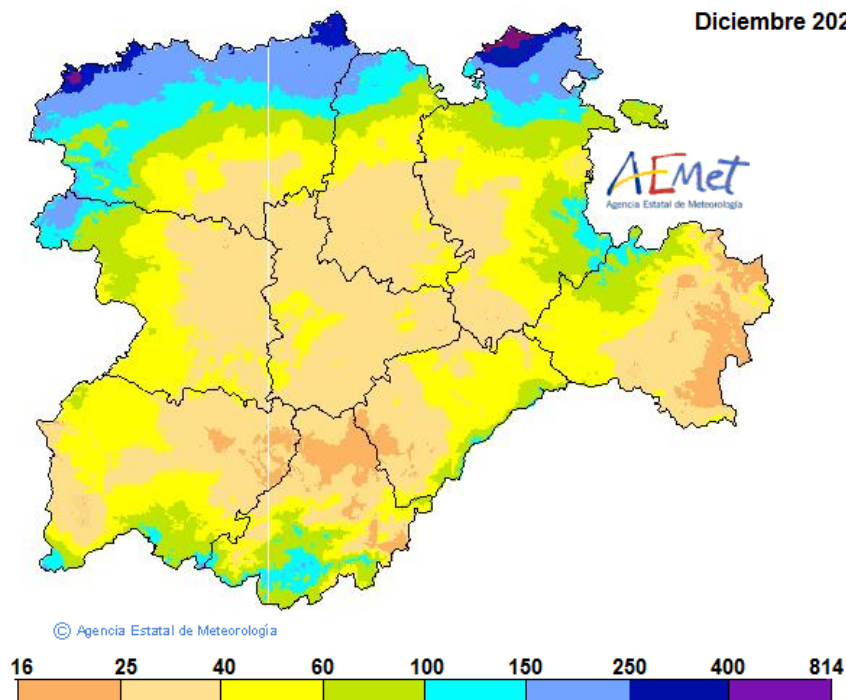 Diciembre 202
AEMet
Agencia Estatal de Meteorología
© Agencia Estatal de Meteorología
16 25 40 60 100 150 250 400 814